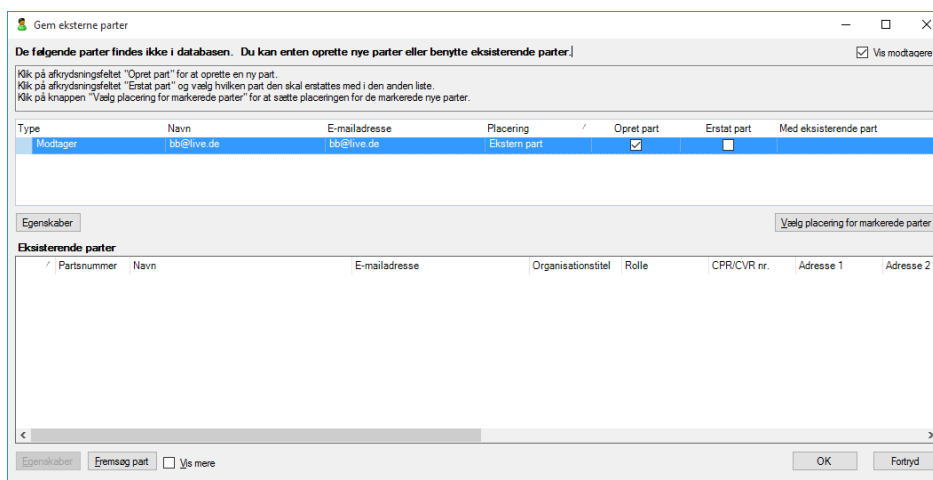 Gem eksterne parter
De følgende parter findes ikke i databasen. Du kan enten oprette nye parter eller benytte eksisterende parter.
Vis modtagere
Klik på afkrydsningsfeltet "Opret part" for at oprette en ny part.
Klik på afkrydsningsfeltet "Erstat part" og vælg hvilken part den skal erstattes med i den anden liste.
Klik på knappen "Vælg placering for markerede parter" for at sætte placeringen for de markerede nye parter.
Type Navn E-mailadresse Placering Opret part Erstat part Med eksisterende part
Modtager bb@live.de bb@live.de Ekstern part
Egenskaber Vælg placering for markerede parter
Eksisterende parter
Partsnummer Navn E-mailadresse Organisationstitel Rolle CPR/CVR nr. Adresse 1 Adresse 2
Egenskaber Fremsøg part Vis mere OK Fortryd